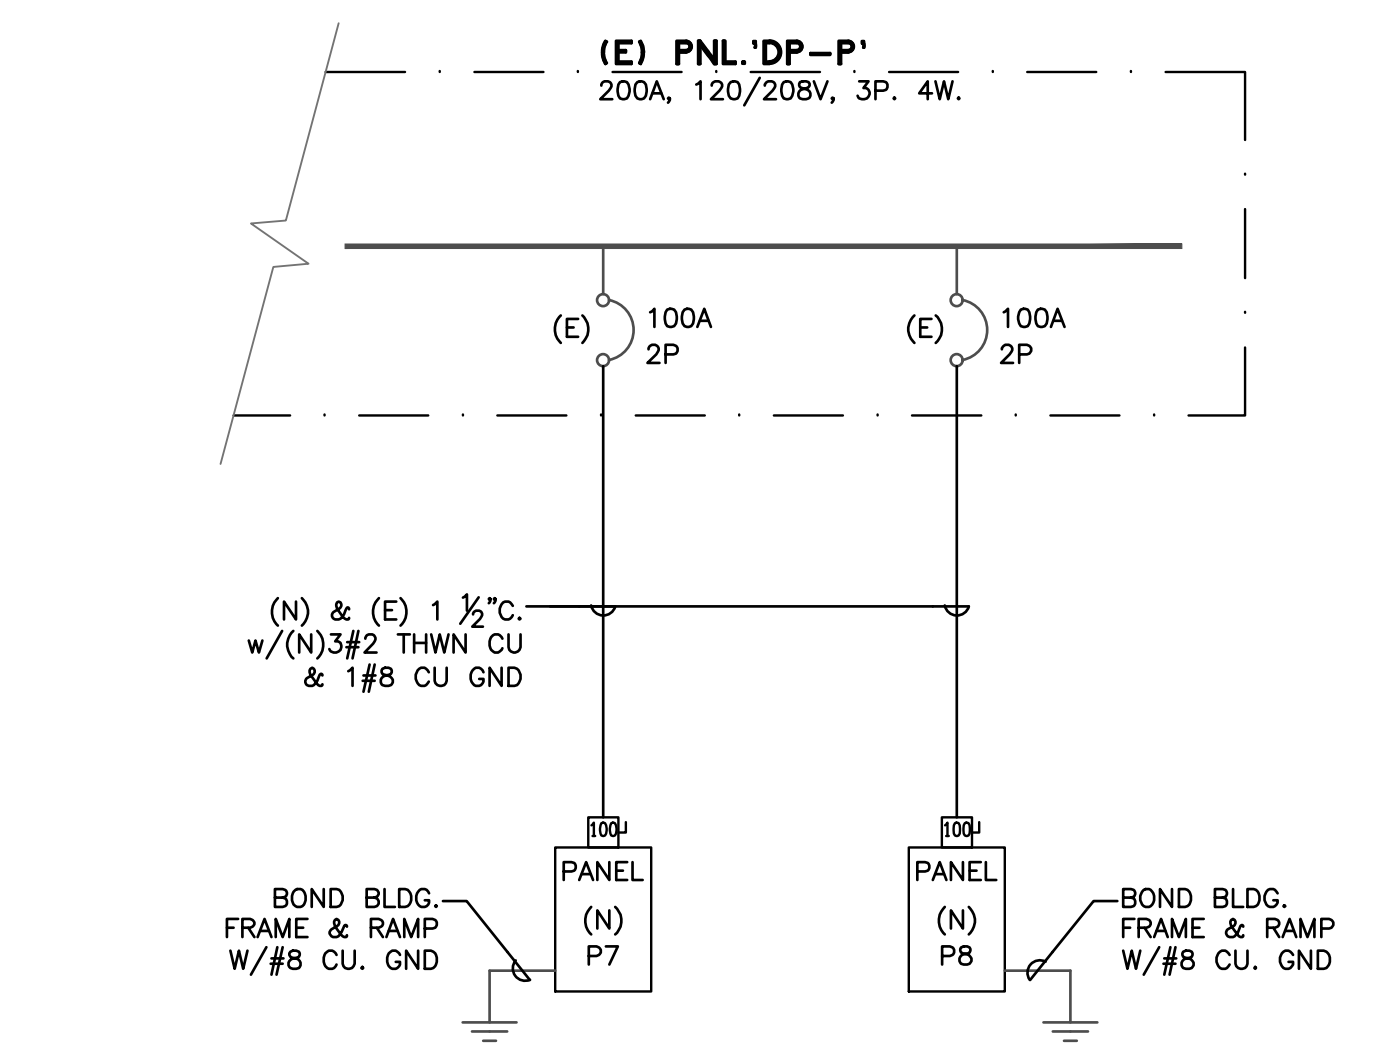 (E) PNL.'DP-P'
200A, 120/208V, 3P. 4W.
(E)
100A
2P
(E)
100A
2P
(N) & (E) 1 ½"C.
w/(N)3#2 THWN CU
& 1#8 CU GND
100
PANEL
(N)
P7
100
PANEL
(N)
P8
BOND BLDG.
FRAME & RAMP
W/#8 CU. GND
BOND BLDG.
FRAME & RAMP
W/#8 CU. GND